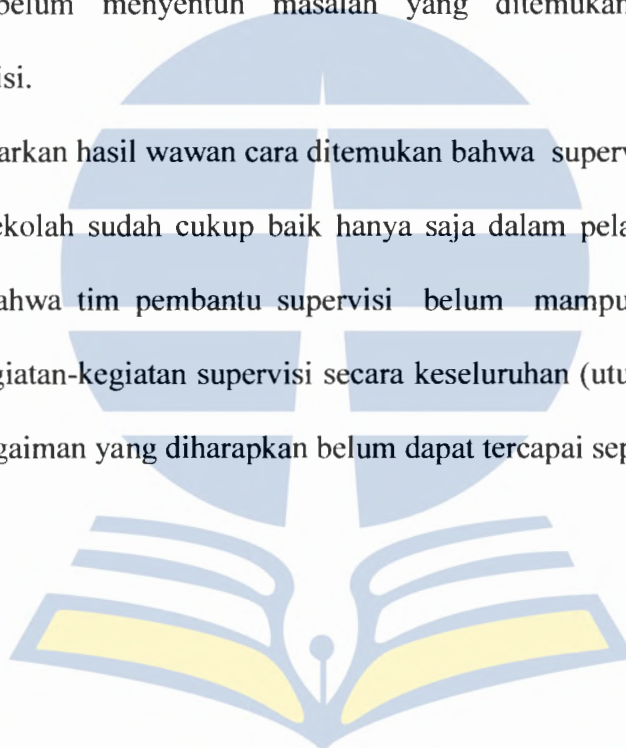 belum menyentuh masalah yang ditemukan
isi.
arkan hasil wawan cara ditemukan bahwa super
ekolah sudah cukup baik hanya saja dalam pela
ahwa tim pembantu supervisi belum mampu
giatan-kegiatan supervisi secara keseluruhan (utu
gaiman yang diharapkan belum dapat tercapai sep